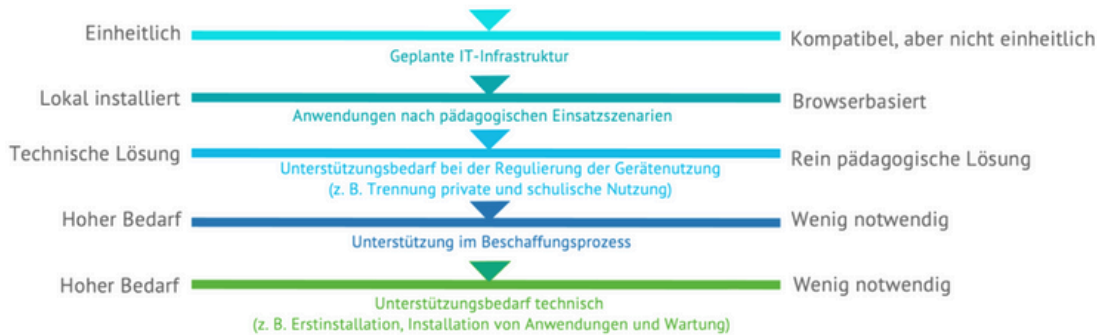 Einheitlich
Kompatibel, aber nicht einheitlich
Geplante IT-Infrastruktur
Lokal installiert
Browserbasiert
Anwendungen nach pädagogischen Einsatzszenarien
Technische Lösung
Rein pädagogische Lösung
Unterstützungsbedarf bei der Regulierung der Gerätenutzung
(z. B. Trennung private und schulische Nutzung)
Hoher Bedarf
Wenig notwendig
Unterstützung im Beschaffungsprozess
Hoher Bedarf
Wenig notwendig
Unterstützungsbedarf technisch
(z. B. Erstinstallation, Installation von Anwendungen und Wartung)